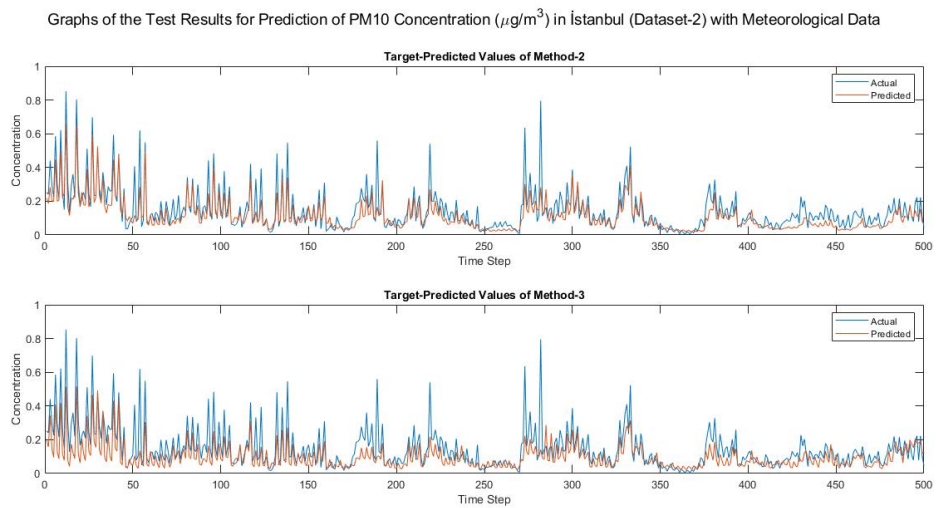 Graphs of the Test Results for Prediction of PM10 Concentration (μg/m³) in İstanbul (Dataset-2) with Meteorological Data
Target-Predicted Values of Method-2
1
0.8
0.6
0.4
0.2
0
Concentration
Actual
Predicted
0 50 100 150 200 250 300 350 400 450 500
Time Step
Target-Predicted Values of Method-3
1
0.8
0.6
0.4
0.2
0
Concentration
Actual
Predicted
0 50 100 150 200 250 300 350 400 450 500
Time Step